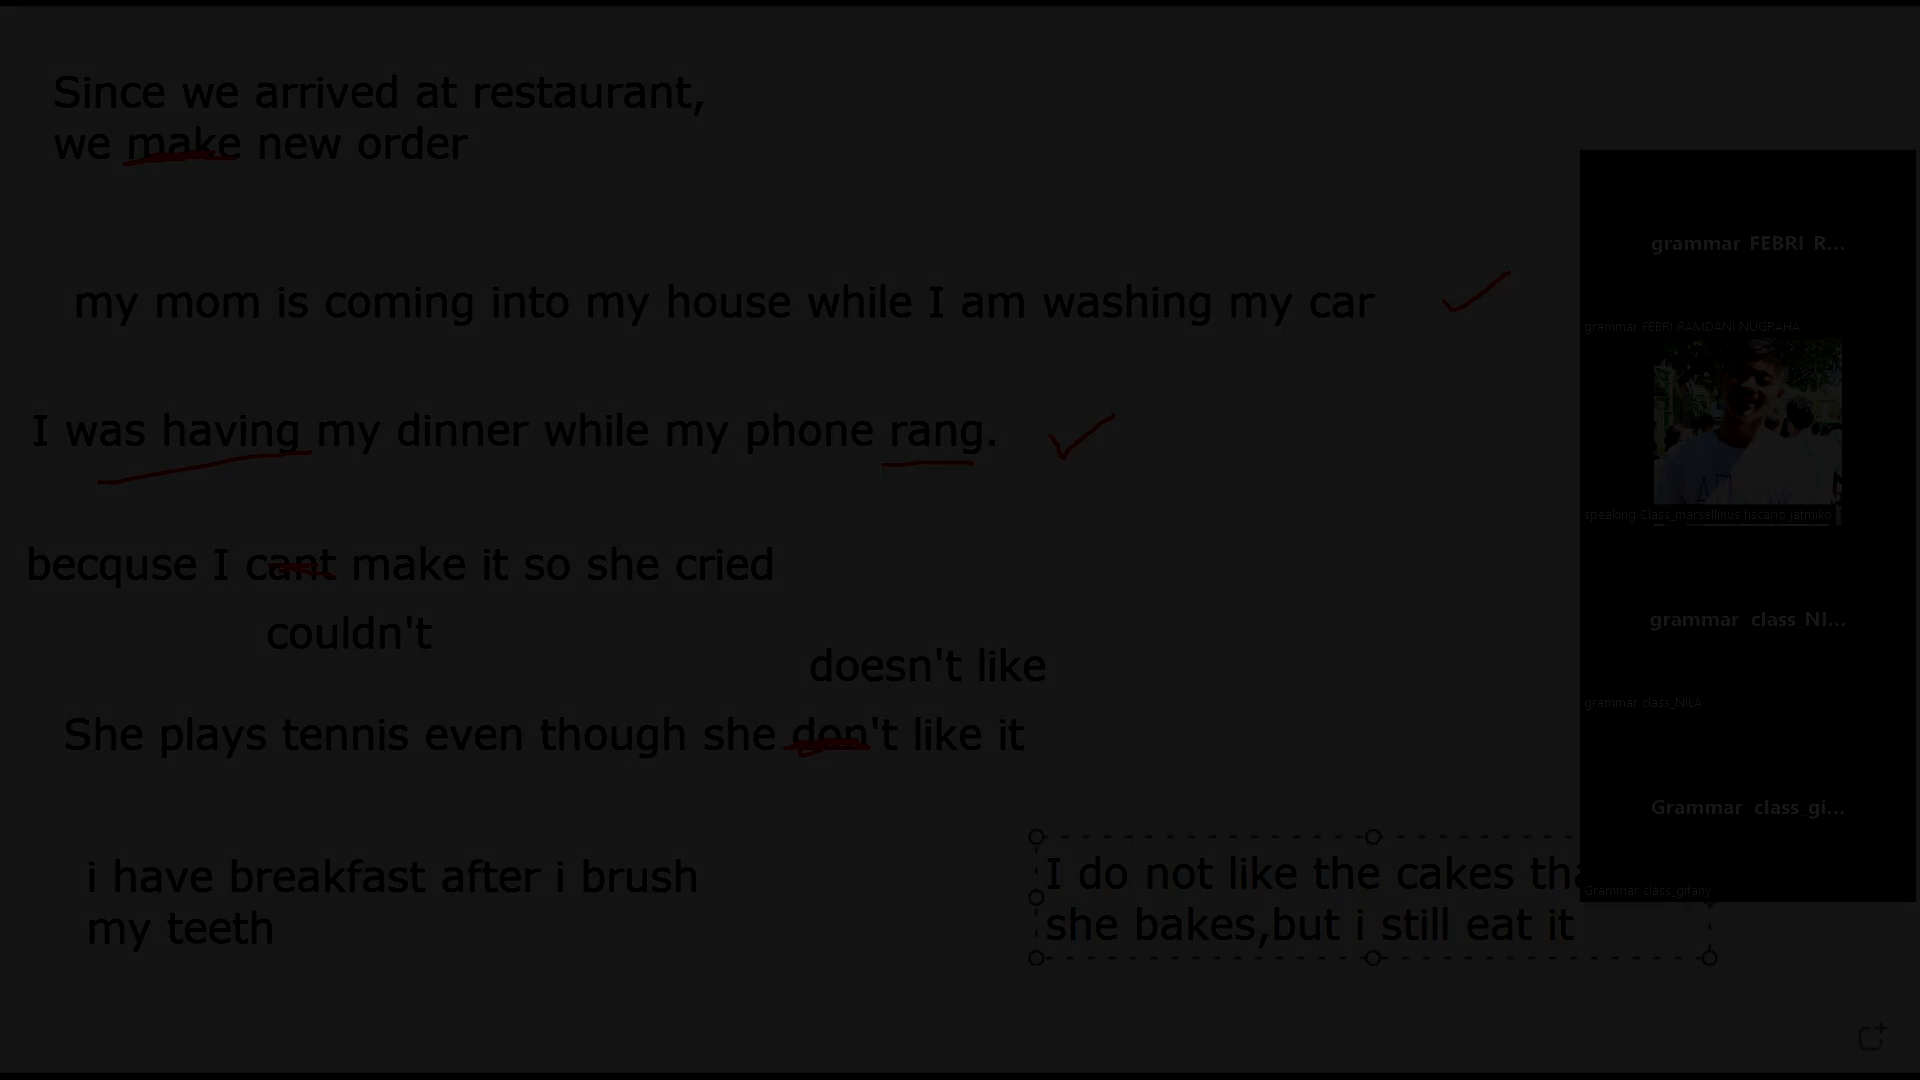 Since we arrived at restaurant,
we make new order
my mom is coming into my house while I am washing my car
I was having my dinner while my phone rang.
becquse I cant make it so she cried
couldn't
doesn't like
She plays tennis even though she don't like it
i have breakfast after i brush
my teeth
I do not like the cakes tha
she bakes,but i still eat it
grammar FEBRI R...
grammar FEBRI RAMDANI NUGRAHA
speaking Class_marsellinus fiscario jatmiko
grammar class NI...
grammar class_NILA
Grammar class gi...
Grammar class_gifany